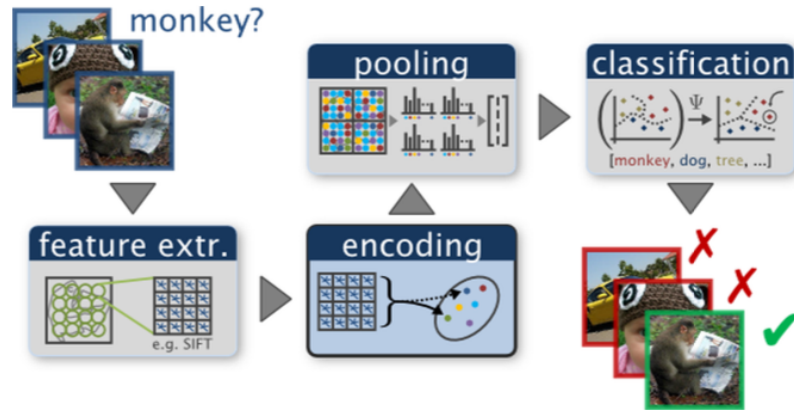 monkey?
feature extr.
e.g. SIFT
encoding
pooling
classification
Ψ
[monkey, dog, tree, ...]